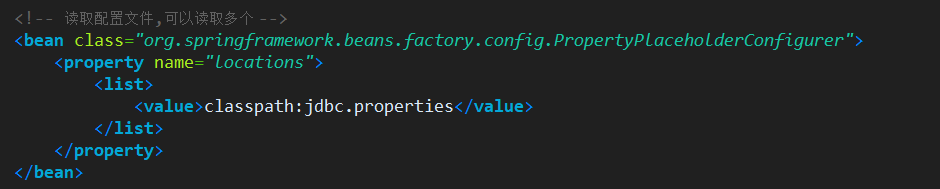 <!-- 读取配置文件,可以读取多个 -->
<bean class="org.springframework.beans.factory.config.PropertyPlaceholderConfigurer">
    <property name="locations">
        <list>
            <value>classpath:jdbc.properties</value>
        </list>
    </property>
</bean>